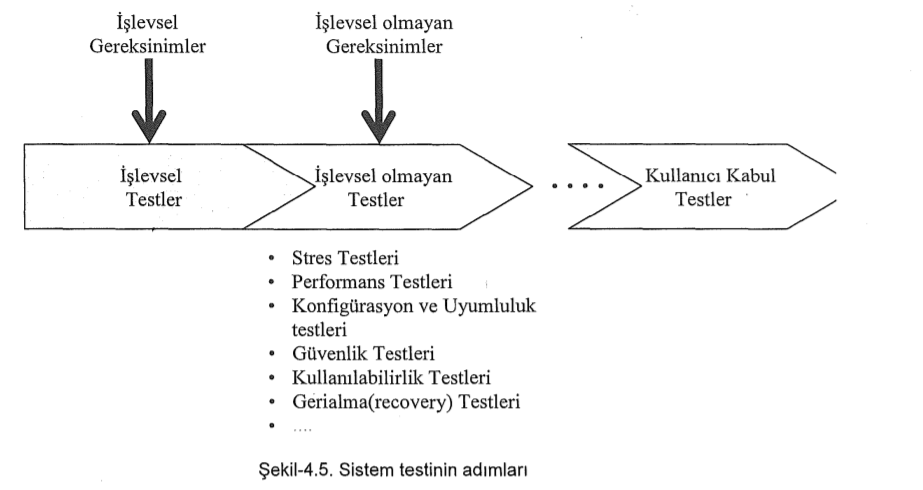 İşlevsel
Gereksinimler
İşlevsel olmayan
Gereksinimler
İşlevsel
Testler
İşlevsel olmayan
Testler
....
Kullanıcı Kabul
Testler
• Stres Testleri
• Performans Testleri
• Konfigürasyon ve Uyumluluk
testleri
• Güvenlik Testleri
• Kullanılabilirlik Testleri
• Gerialma(recovery) Testleri
• ....
Şekil-4.5. Sistem testinin adımları